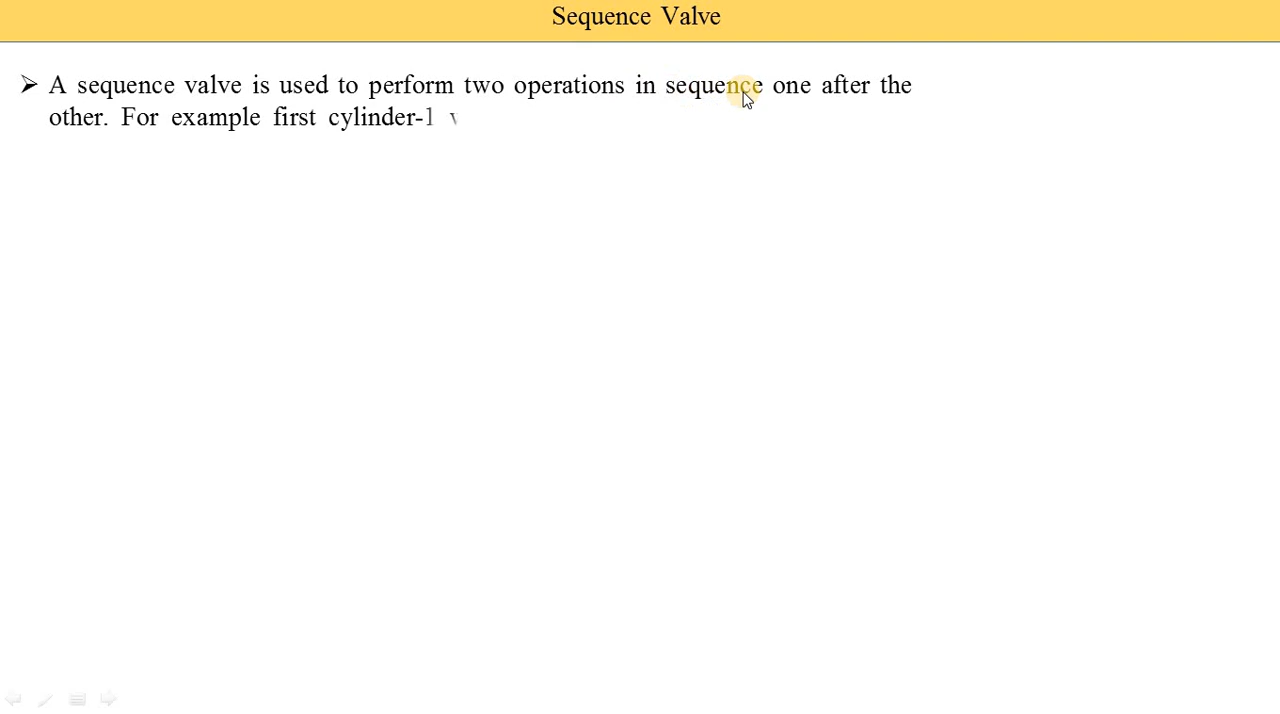 Sequence Valve
➢ A sequence valve is used to perform two operations in sequence one after the
other. For example first cylinder-1